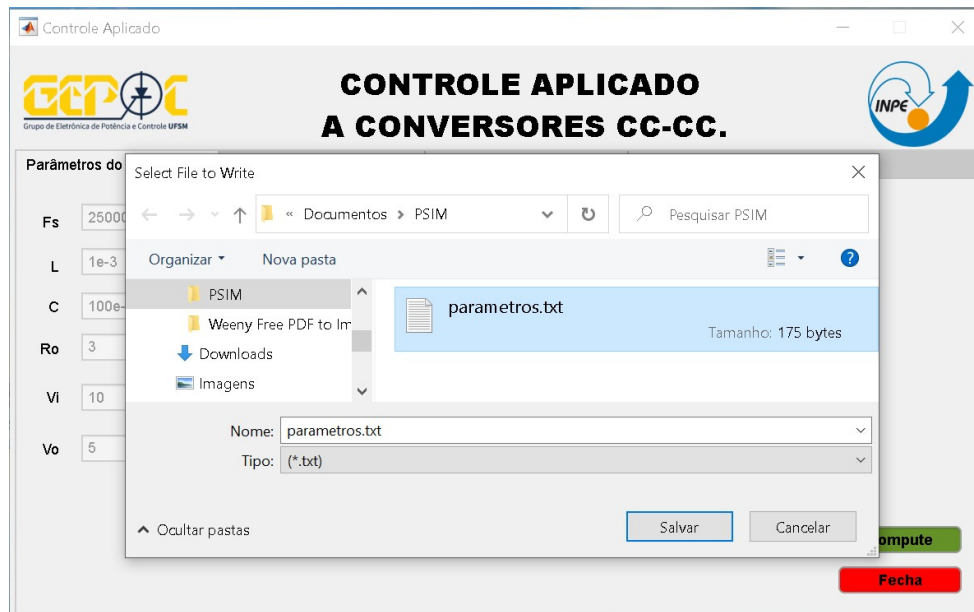 Controle Aplicado
GEPOC
Grupo de Eletrônica de Potência e Controle UFSM
CONTROLE APLICADO
A CONVERSORES CC-CC.
INPE
Parâmetros do
Select File to Write
« Documentos > PSIM
Pesquisar PSIM
Organizar
Nova pasta
PSIM
Weeny Free PDF to Im
Downloads
Imagens
parametros.txt
Tamanho: 175 bytes
Fs 25000
L 1e-3
C 100e-
Ro 3
Vi 10
Vo 5
Nome: parametros.txt
Tipo: (*.txt)
Ocultar pastas
Salvar
Cancelar
ompute
Fecha